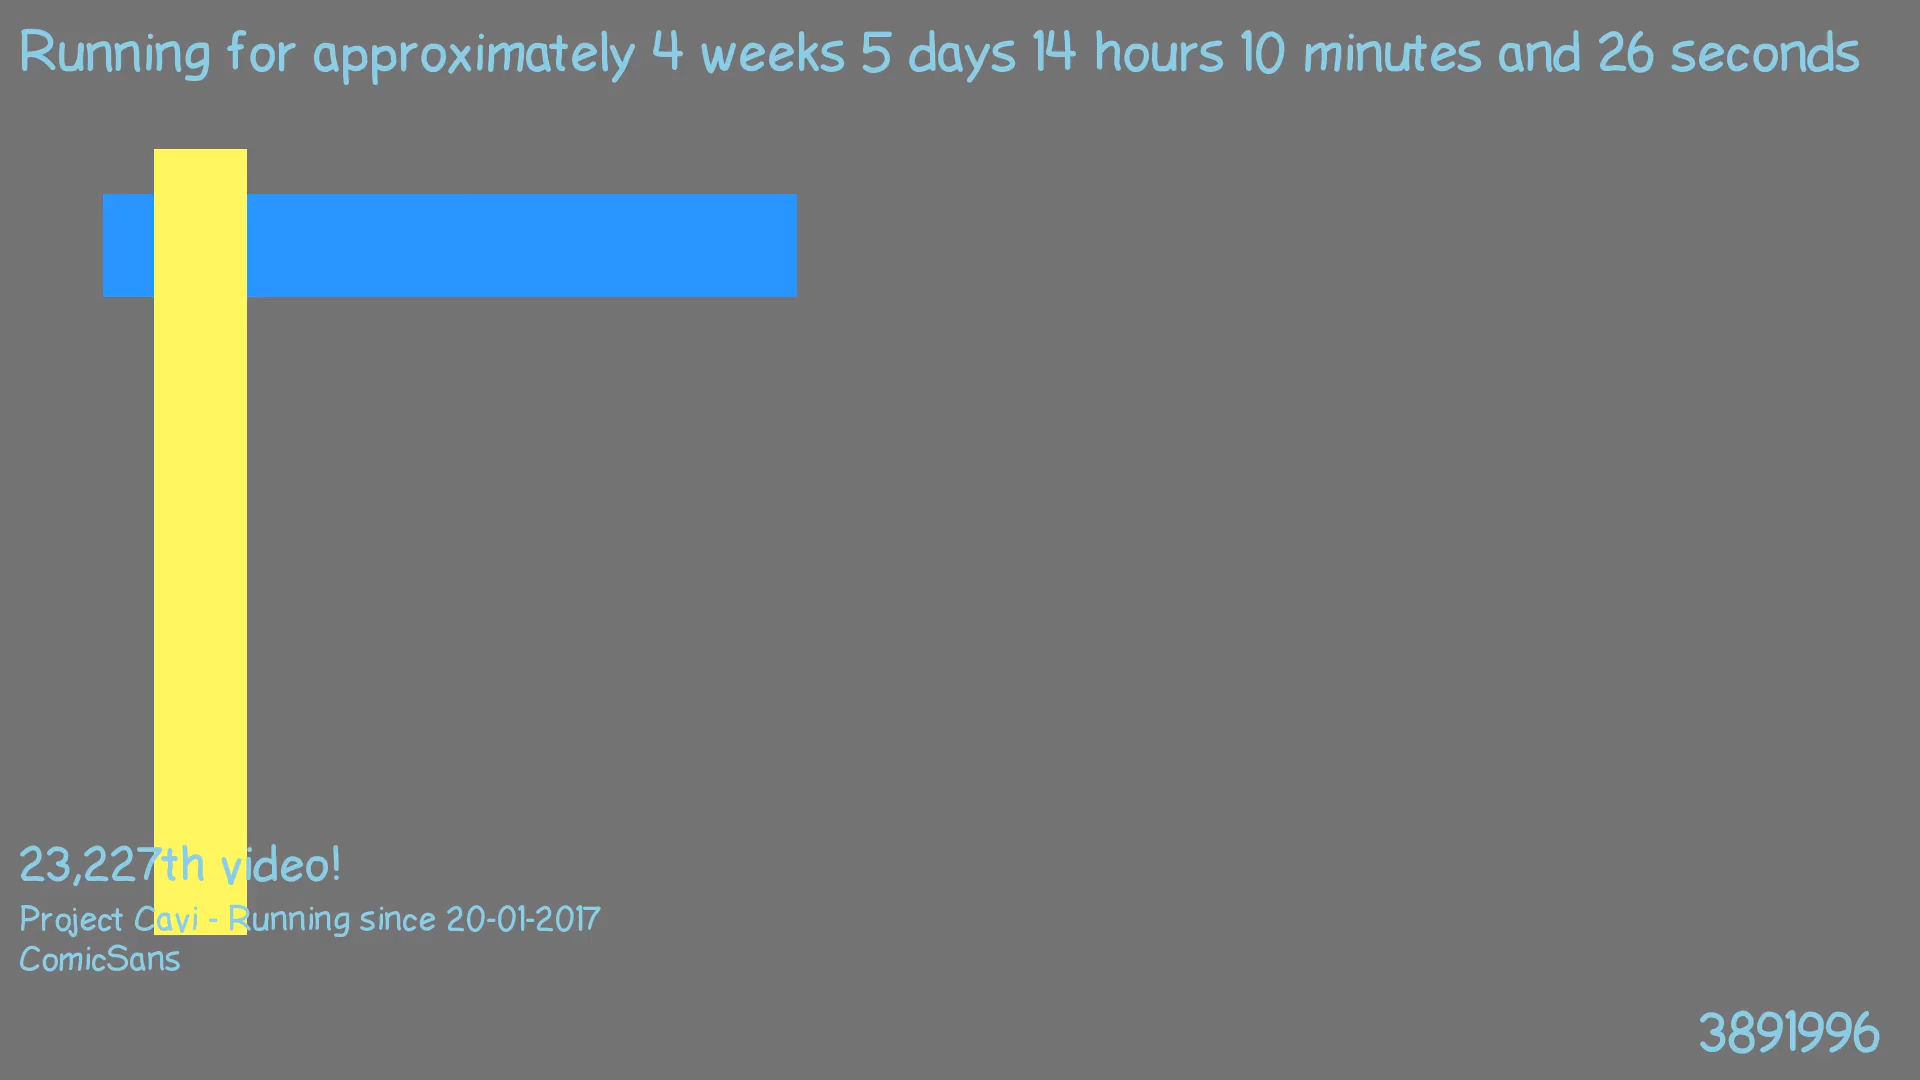 Running for approximately 4 weeks 5 days 14 hours 10 minutes and 26 seconds
23,227th video!
Project Cavi - Running since 20-01-2017
ComicSans
3891996